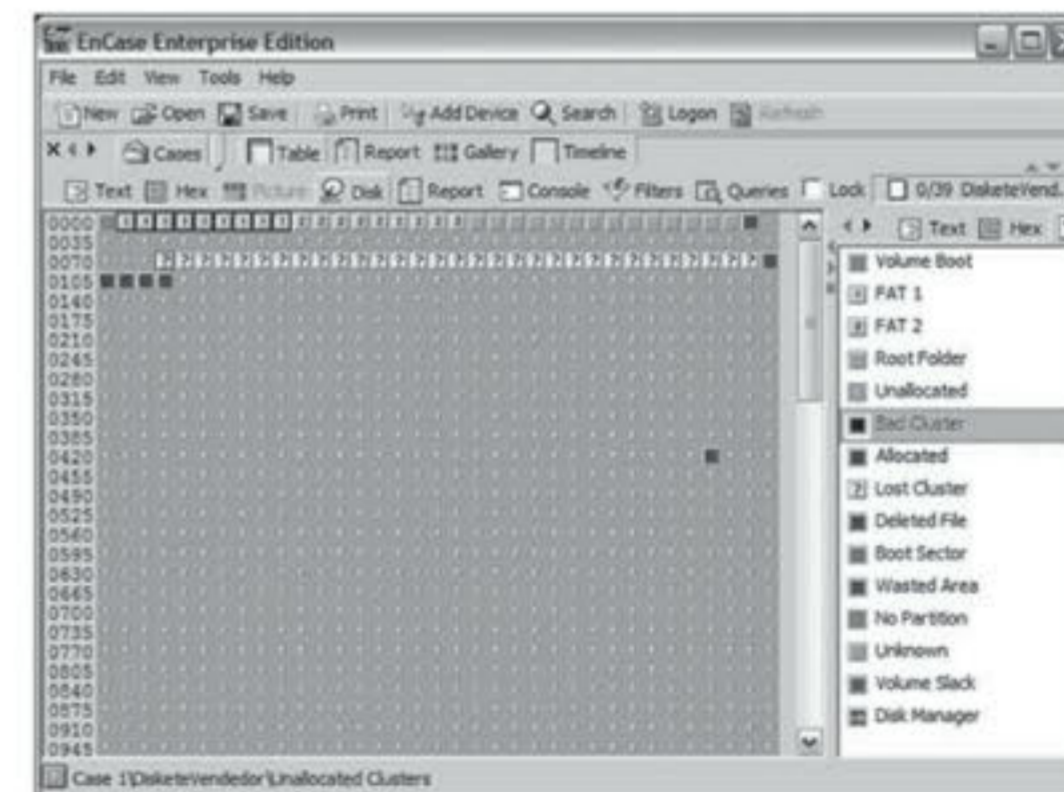 EnCase Enterprise Edition
File Edit View Tools Help
New Open Save Print Add Device Search Logon Refresh
Cases Table Report Gallery Timeline
Text Hex Picture Disk Report Console Filters Queries Lock 0/39 DisketeVend
Text Hex
0000
0035
0070
0105
0140
0175
0210
0245
0280
0315
0350
0385
0420
0455
0490
0525
0560
0595
0630
0665
0700
0735
0770
0805
0840
0875
0910
0945
Volume Boot
FAT 1
FAT 2
Root Folder
Unallocated
Bad Cluster
Allocated
Lost Cluster
Deleted File
Boot Sector
Wasted Area
No Partition
Unknown
Volume Slack
Disk Manager
Case 1\DisketeVendedor\Unallocated Clusters